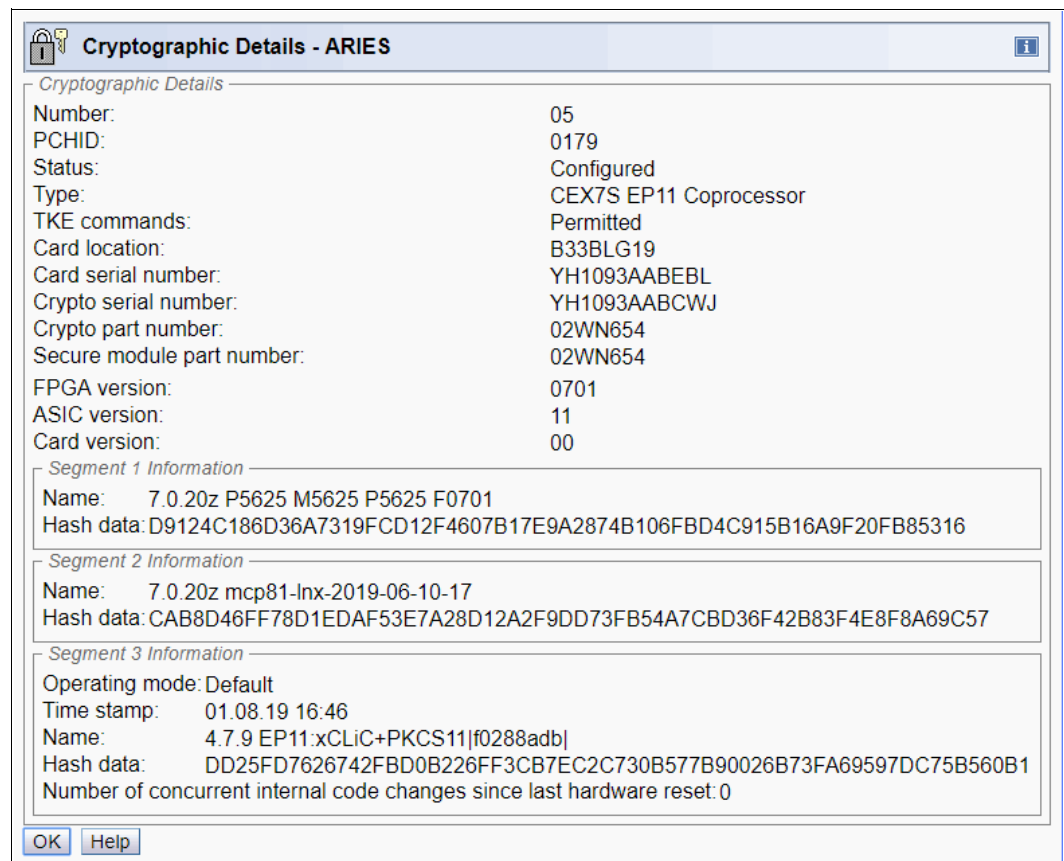 Cryptographic Details - ARIES
Cryptographic Details
Number: 05
PCHID: 0179
Status: Configured
Type: CEX7S EP11 Coprocessor
TKE commands: Permitted
Card location: B33BLG19
Card serial number: YH1093AABEBL
Crypto serial number: YH1093AABCWJ
Crypto part number: 02WN654
Secure module part number: 02WN654
FPGA version: 0701
ASIC version: 11
Card version: 00
Segment 1 Information
Name: 7.0.20z P5625 M5625 P5625 F0701
Hash data: D9124C186D36A7319FCD12F4607B17E9A2874B106FBD4C915B16A9F20FB85316
Segment 2 Information
Name: 7.0.20z mcp81-lnx-2019-06-10-17
Hash data: CAB8D46FF78D1EDAF53E7A28D12A2F9DD73FB54A7CBD36F42B83F4E8F8A69C57
Segment 3 Information
Operating mode: Default
Time stamp: 01.08.19 16:46
Name: 4.7.9 EP11:xCLiC+PKCS11|f0288adb|
Hash data: DD25FD7626742FBD0B226FF3CB7EC2C730B577B90026B73FA69597DC75B560B1
Number of concurrent internal code changes since last hardware reset: 0
OK Help